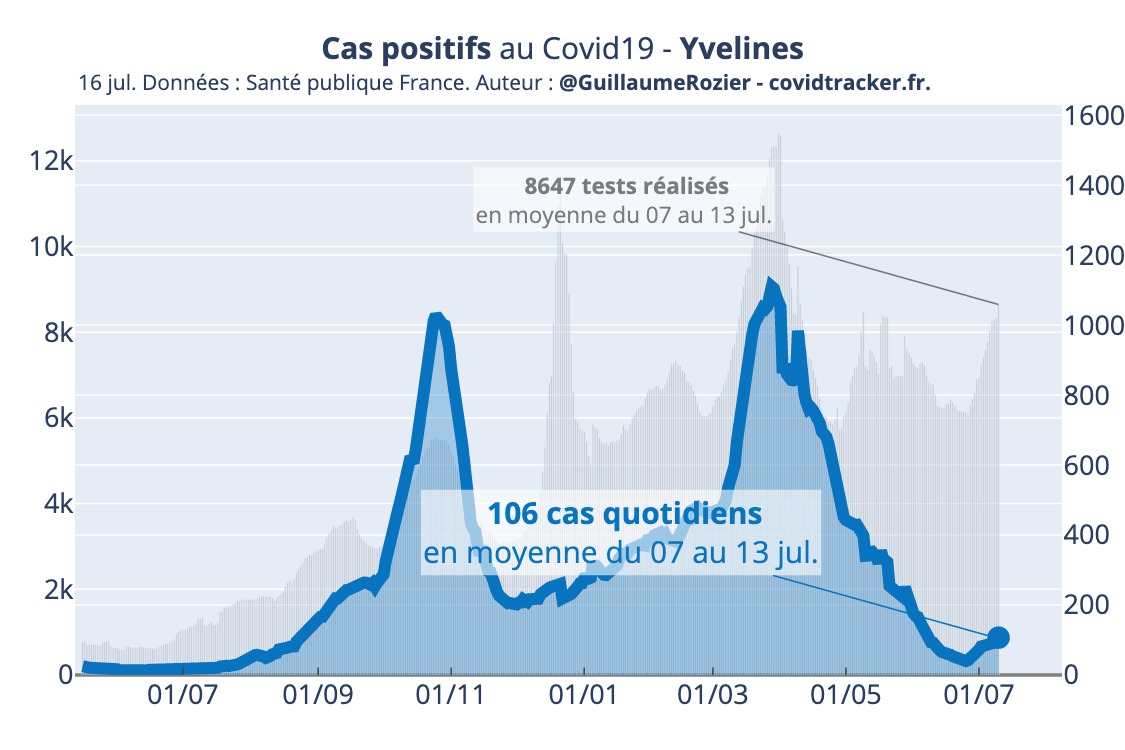 Cas positifs au Covid19 - Yvelines
16 jul. Données : Santé publique France. Auteur : @GuillaumeRozier - covidtracker.fr.
1600
12k
8647 tests réalisés
1400
en moyenne du 07 au 13 jul.
10k
1200
8k
1000
6k
800
600
4k
106 cas quotidiens
400
en moyenne du 07 au 13 jul.
2k
200
0
0
01/07
01/09
01/11
01/01
01/03
01/05
01/07